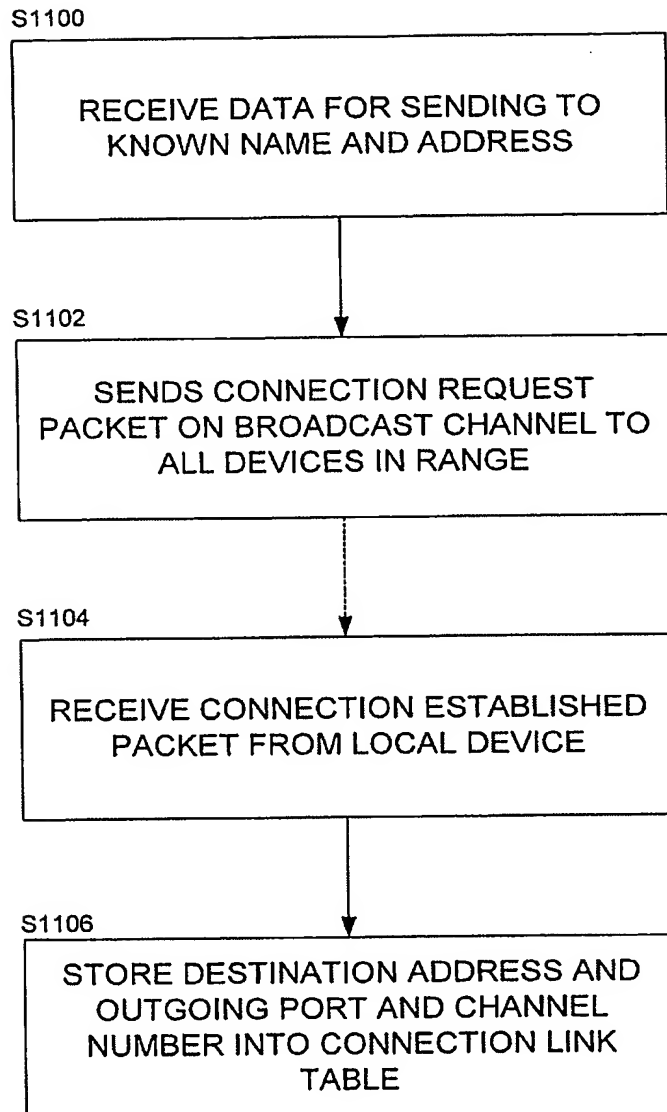 S1100
RECEIVE DATA FOR SENDING TO
KNOWN NAME AND ADDRESS
S1102
SENDS CONNECTION REQUEST
PACKET ON BROADCAST CHANNEL TO
ALL DEVICES IN RANGE
S1104
RECEIVE CONNECTION ESTABLISHED
PACKET FROM LOCAL DEVICE
S1106
STORE DESTINATION ADDRESS AND
OUTGOING PORT AND CHANNEL
NUMBER INTO CONNECTION LINK
TABLE